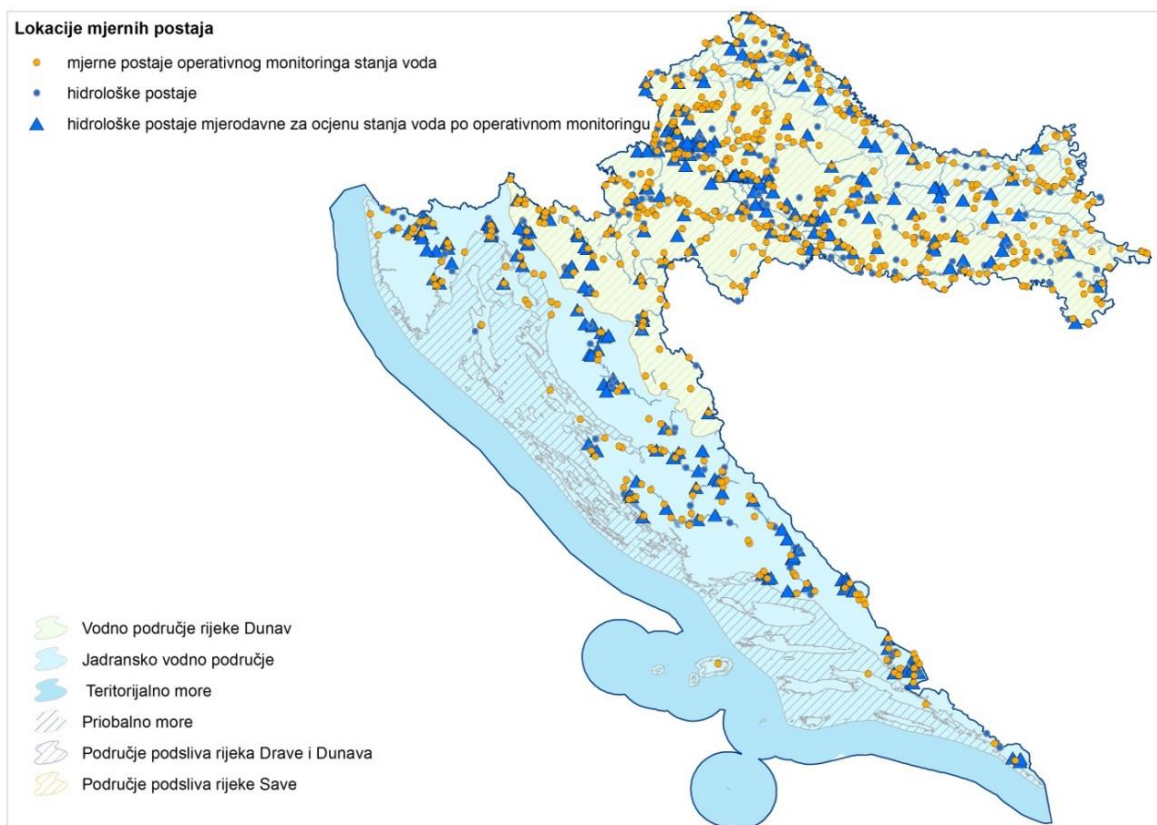 Lokacije mjernih postaja
mjerne postaje operativnog monitoringa stanja voda
hidrološke postaje
hidrološke postaje mjerodavne za ocjenu stanja voda po operativnom monitoringu
Vodno područje rijeke Dunav
Jadransko vodno područje
Teritorijalno more
Priobalno more
Područje podsliva rijeka Drave i Dunava
Područje podsliva rijeke Save